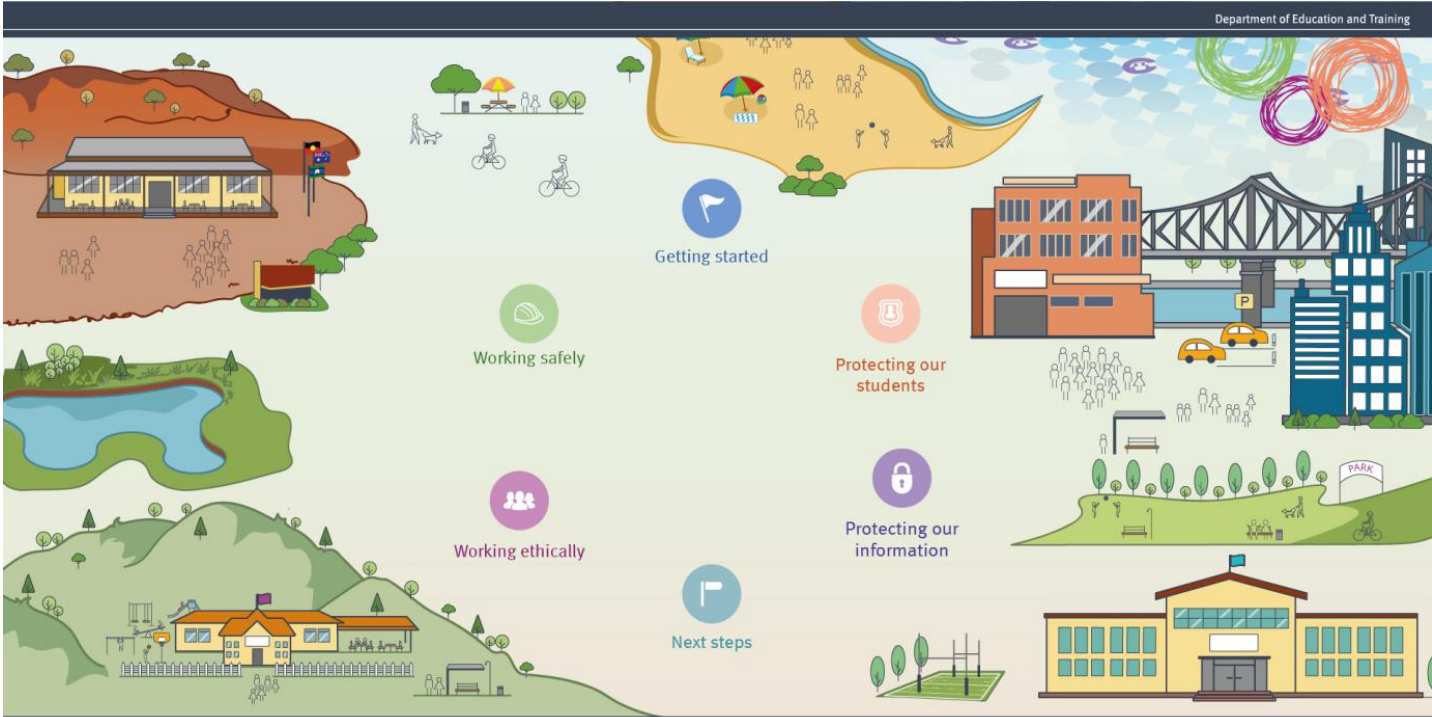 Department of Education and Training
Getting started
Working safely
Protecting our
students
P
PARK
Working ethically
Protecting our
information
Next steps